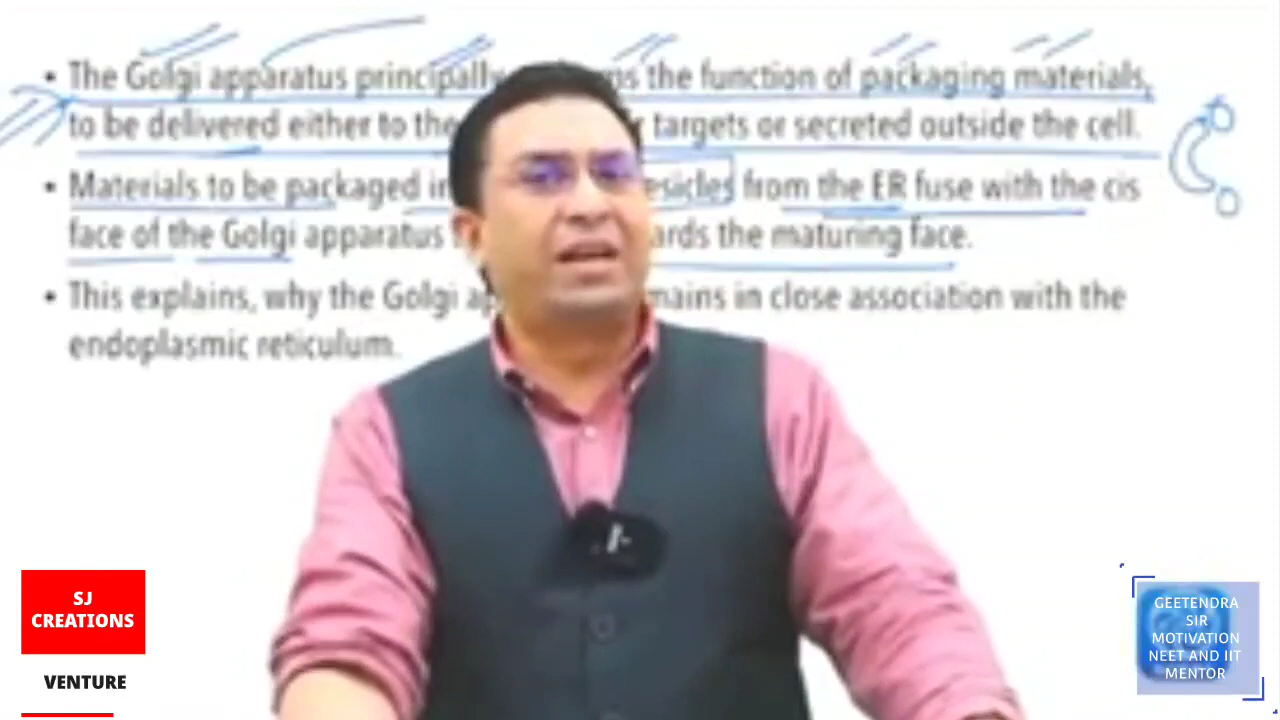 • The Golgi apparatus principally the function of packaging materials,
to be delivered either to the targets or secreted outside the cell.
• Materials to be packaged in from the ER fuse with the cis
face of the Golgi apparatus the maturing face.
• This explains, why the Golgi in close association with the
endoplasmic reticulum.
SJ
CREATIONS
VENTURE
GEETENDRA
SIR
MOTIVATION
NEET AND IIT
MENTOR